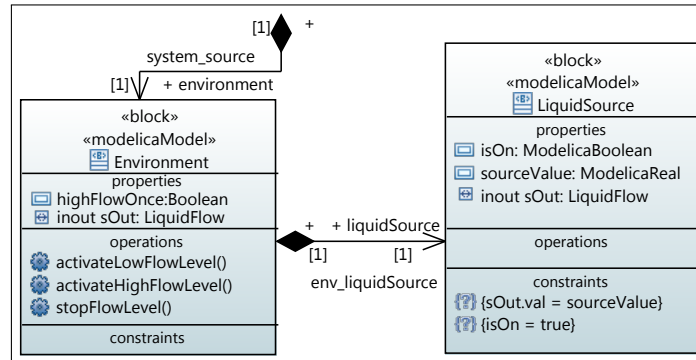 [1] +
system_source
[1] + environment
«block»
«modelicaModel»
Environment
properties
highFlowOnce:Boolean
inout sOut: LiquidFlow
operations
activateLowFlowLevel()
activateHighFlowLevel()
stopFlowLevel()
constraints
+ + liquidSource
[1] [1]
env_liquidSource
«block»
«modelicaModel»
LiquidSource
properties
isOn: ModelicaBoolean
sourceValue: ModelicaReal
inout sOut: LiquidFlow
operations
constraints
{sOut.val = sourceValue}
{isOn = true}